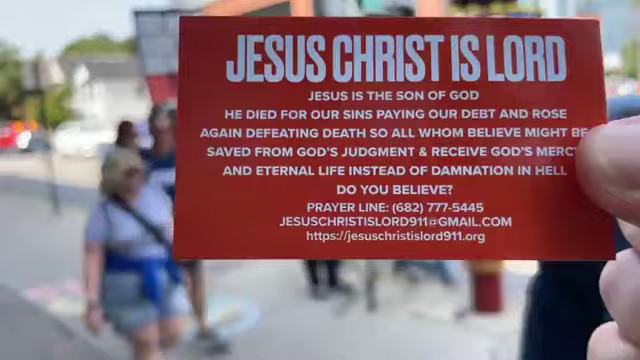 JESUS CHRIST IS LORD
JESUS IS THE SON OF GOD
HE DIED FOR OUR SINS PAYING OUR DEBT AND ROSE
AGAIN DEFEATING DEATH SO ALL WHOM BELIEVE MIGHT BE
SAVED FROM GOD'S JUDGMENT & RECEIVE GOD'S MERCY
AND ETERNAL LIFE INSTEAD OF DAMNATION IN HELL
DO YOU BELIEVE?
PRAYER LINE: (682) 777-5445
JESUSCHRISTISLORD911@GMAIL.COM
https://jesuschristislord911.org